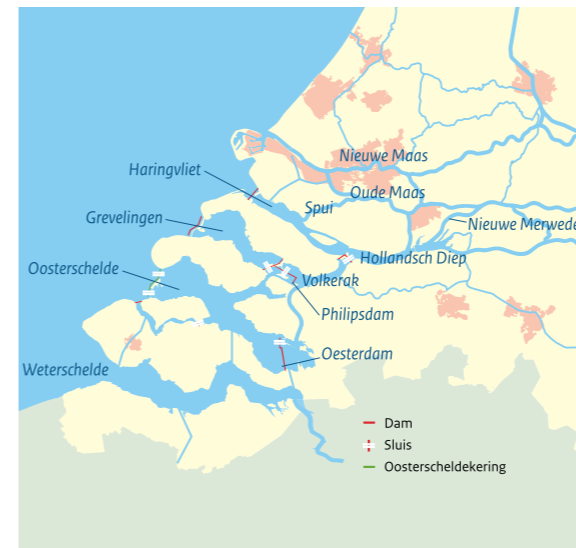 Nieuwe Maas
Haringvliet
Oude Maas
Spui
Grevelingen
Nieuwe Merwede
Hollandsch Diep
Oosterschelde
Volkerak
Philipsdam
Oesterdam
Weterschelde
Dam
Sluis
Oosterscheldekering